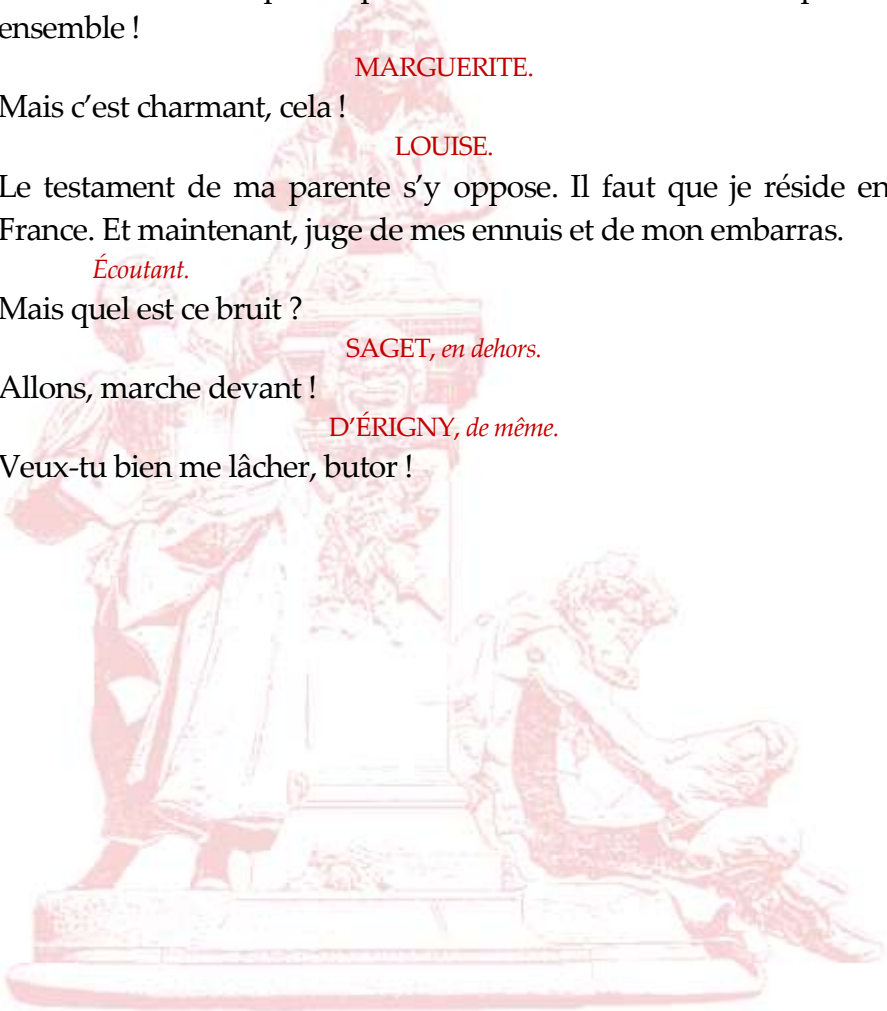 ensemble !
MARGUERITE.
Mais c’est charmant, cela !
LOUISE.
Le testament de ma parente s’y oppose. Il faut que je réside en
France. Et maintenant, juge de mes ennuis et de mon embarras.
Écoutant.
Mais quel est ce bruit ?
SAGET, en dehors.
Allons, marche devant !
D’ÉRIGNY, de même.
Veux-tu bien me lâcher, butor !